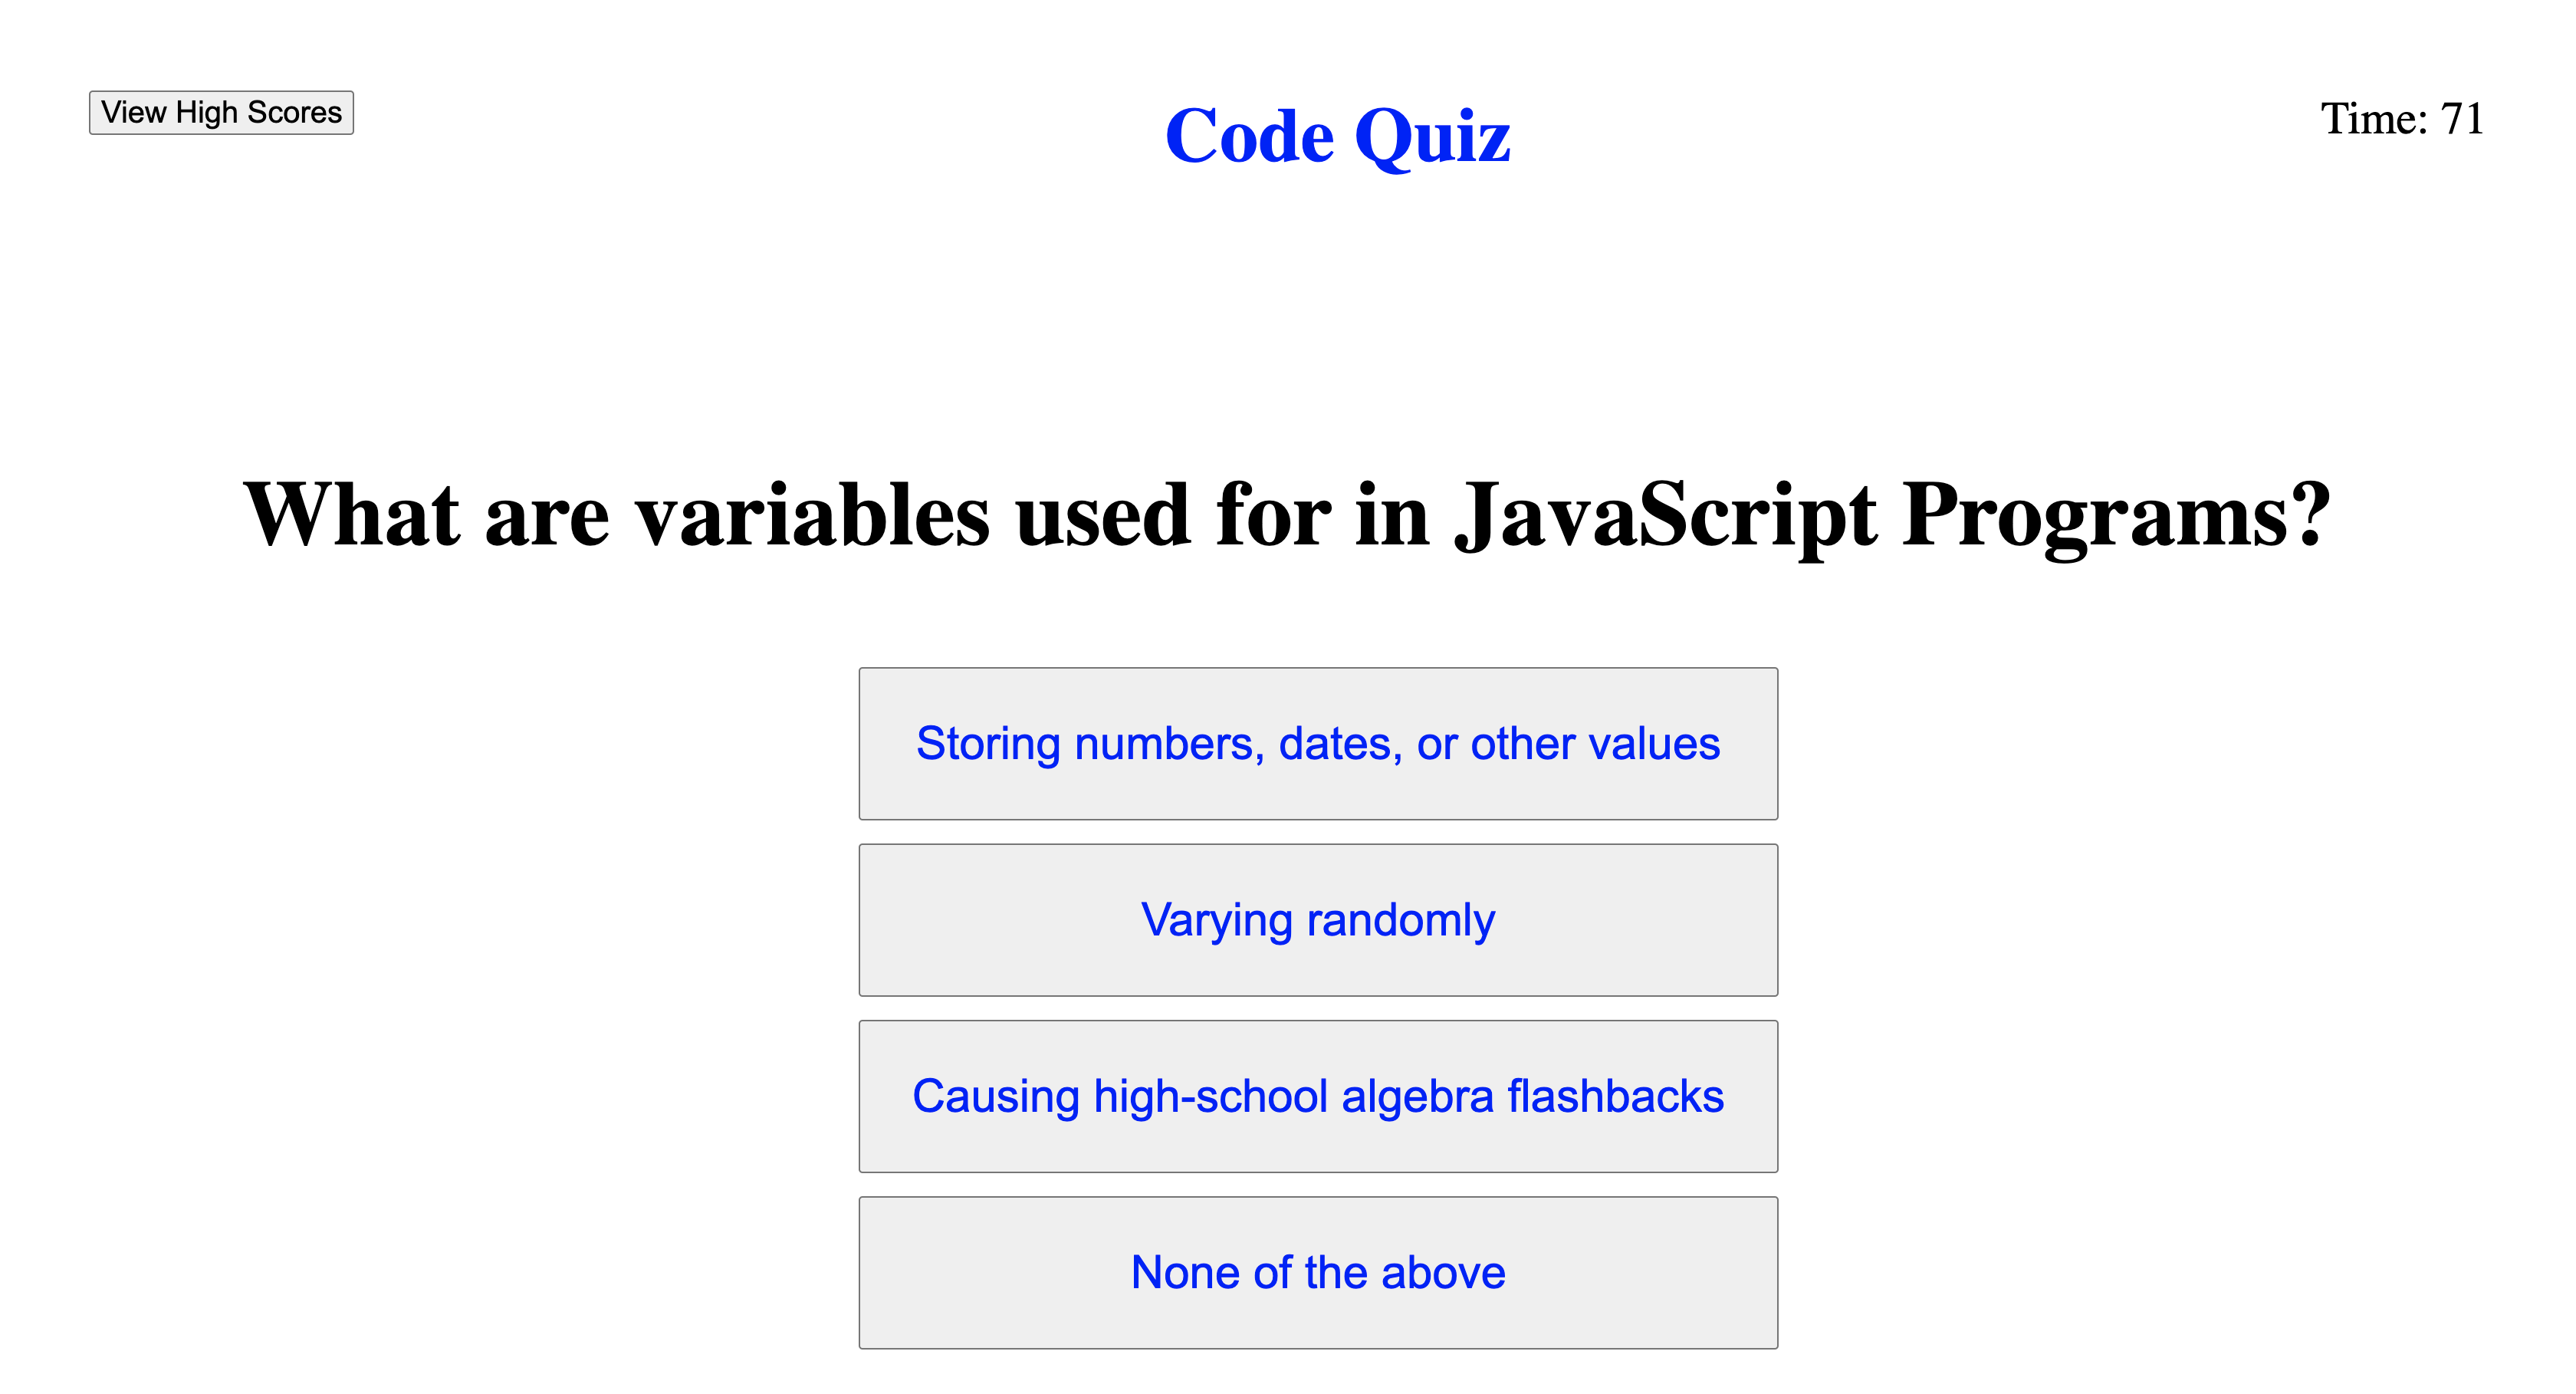 View High Scores
Code Quiz
Time: 71
What are variables used for in JavaScript Programs?
Storing numbers, dates, or other values
Varying randomly
Causing high-school algebra flashbacks
None of the above